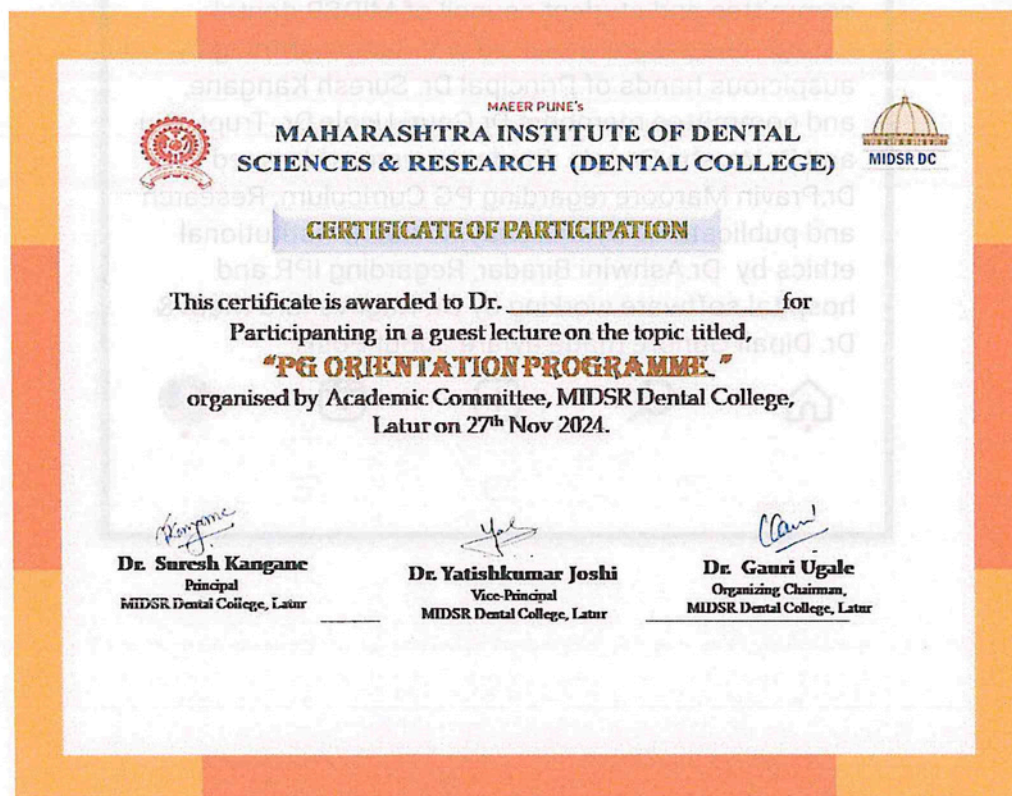 MAEER PUNE's
MAHARASHTRA INSTITUTE OF DENTAL
SCIENCES & RESEARCH (DENTAL COLLEGE)
MIDSR DC
CERTIFICATE OF PARTICIPATION
This certificate is awarded to Dr. ____________ for
Participanting in a guest lecture on the topic titled,
"PG ORIENTATION PROGRAMME."
organised by Academic Committee, MIDSR Dental College,
Latur on 27th Nov 2024.
Dr. Suresh Kangane
Principal
MIDSR Dental College, Latur
Dr. Yatishkumar Joshi
Vice-Principal
MIDSR Dental College, Latur
Dr. Gauri Ugale
Organizing Chairman,
MIDSR Dental College, Latur